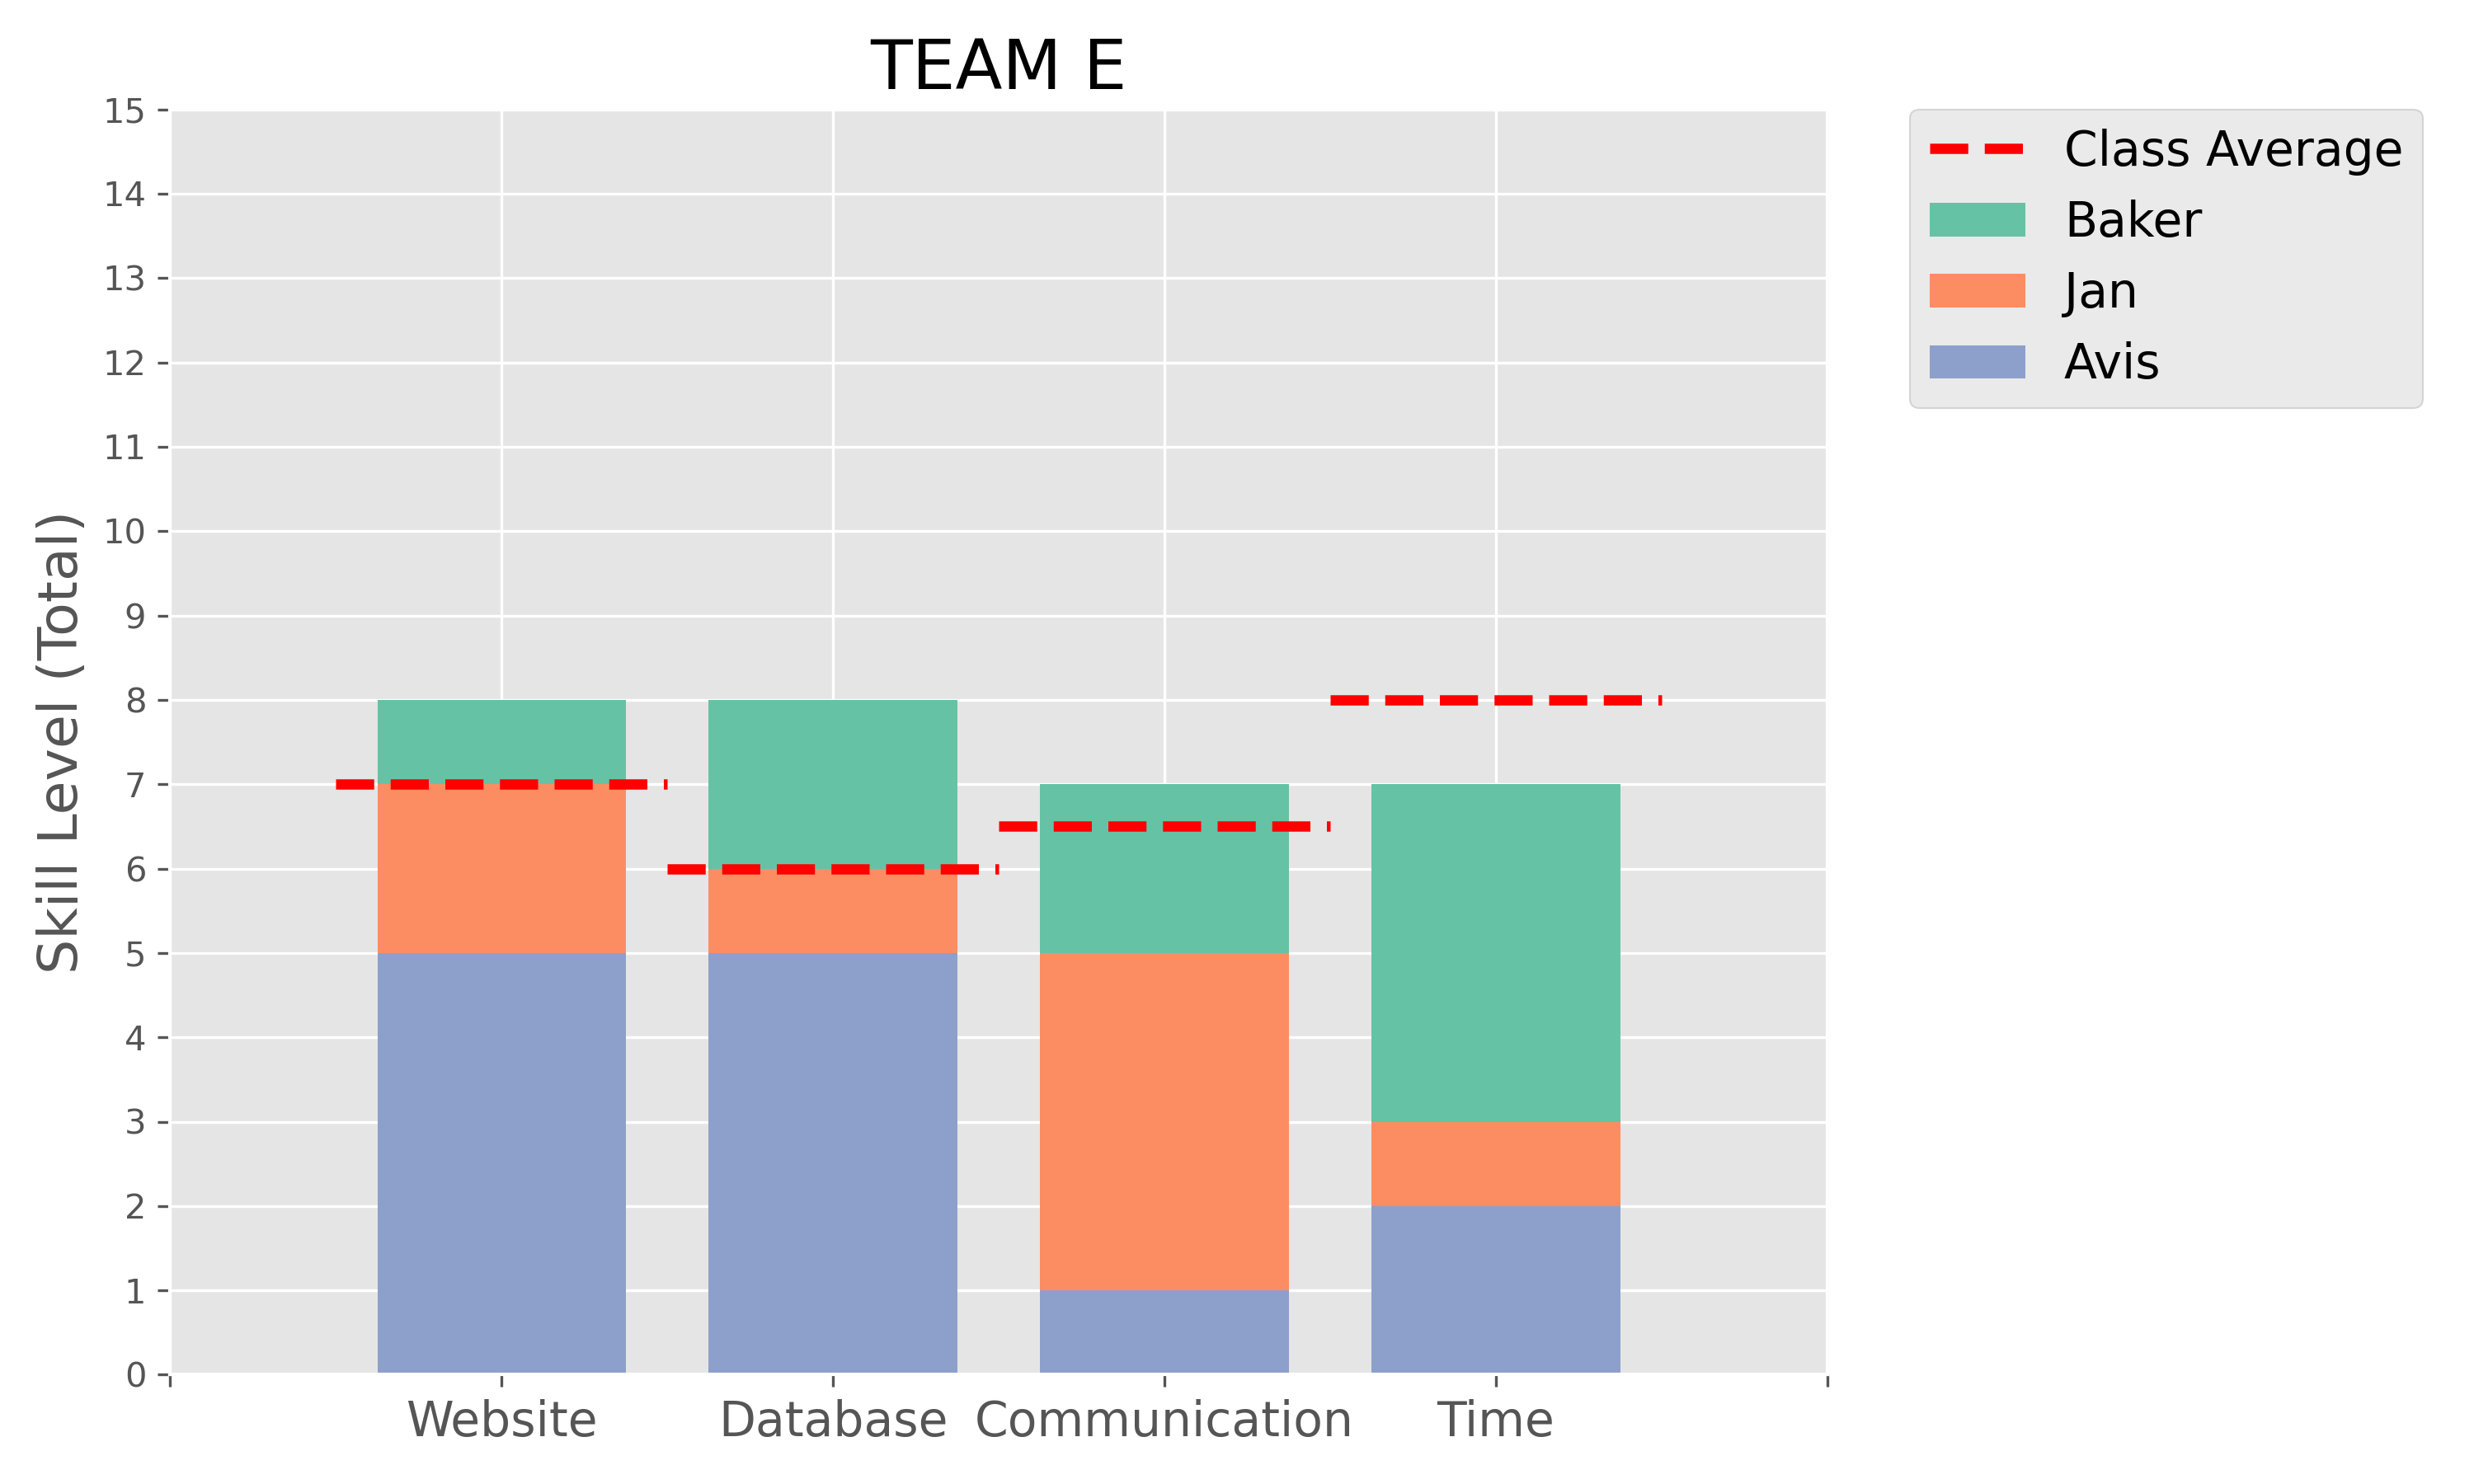 TEAM E
Skill Level (Total)
15
14
13
12
11
10
9
8
7
6
5
4
3
2
1
0
Website Database Communication Time
Class Average
Baker
Jan
Avis